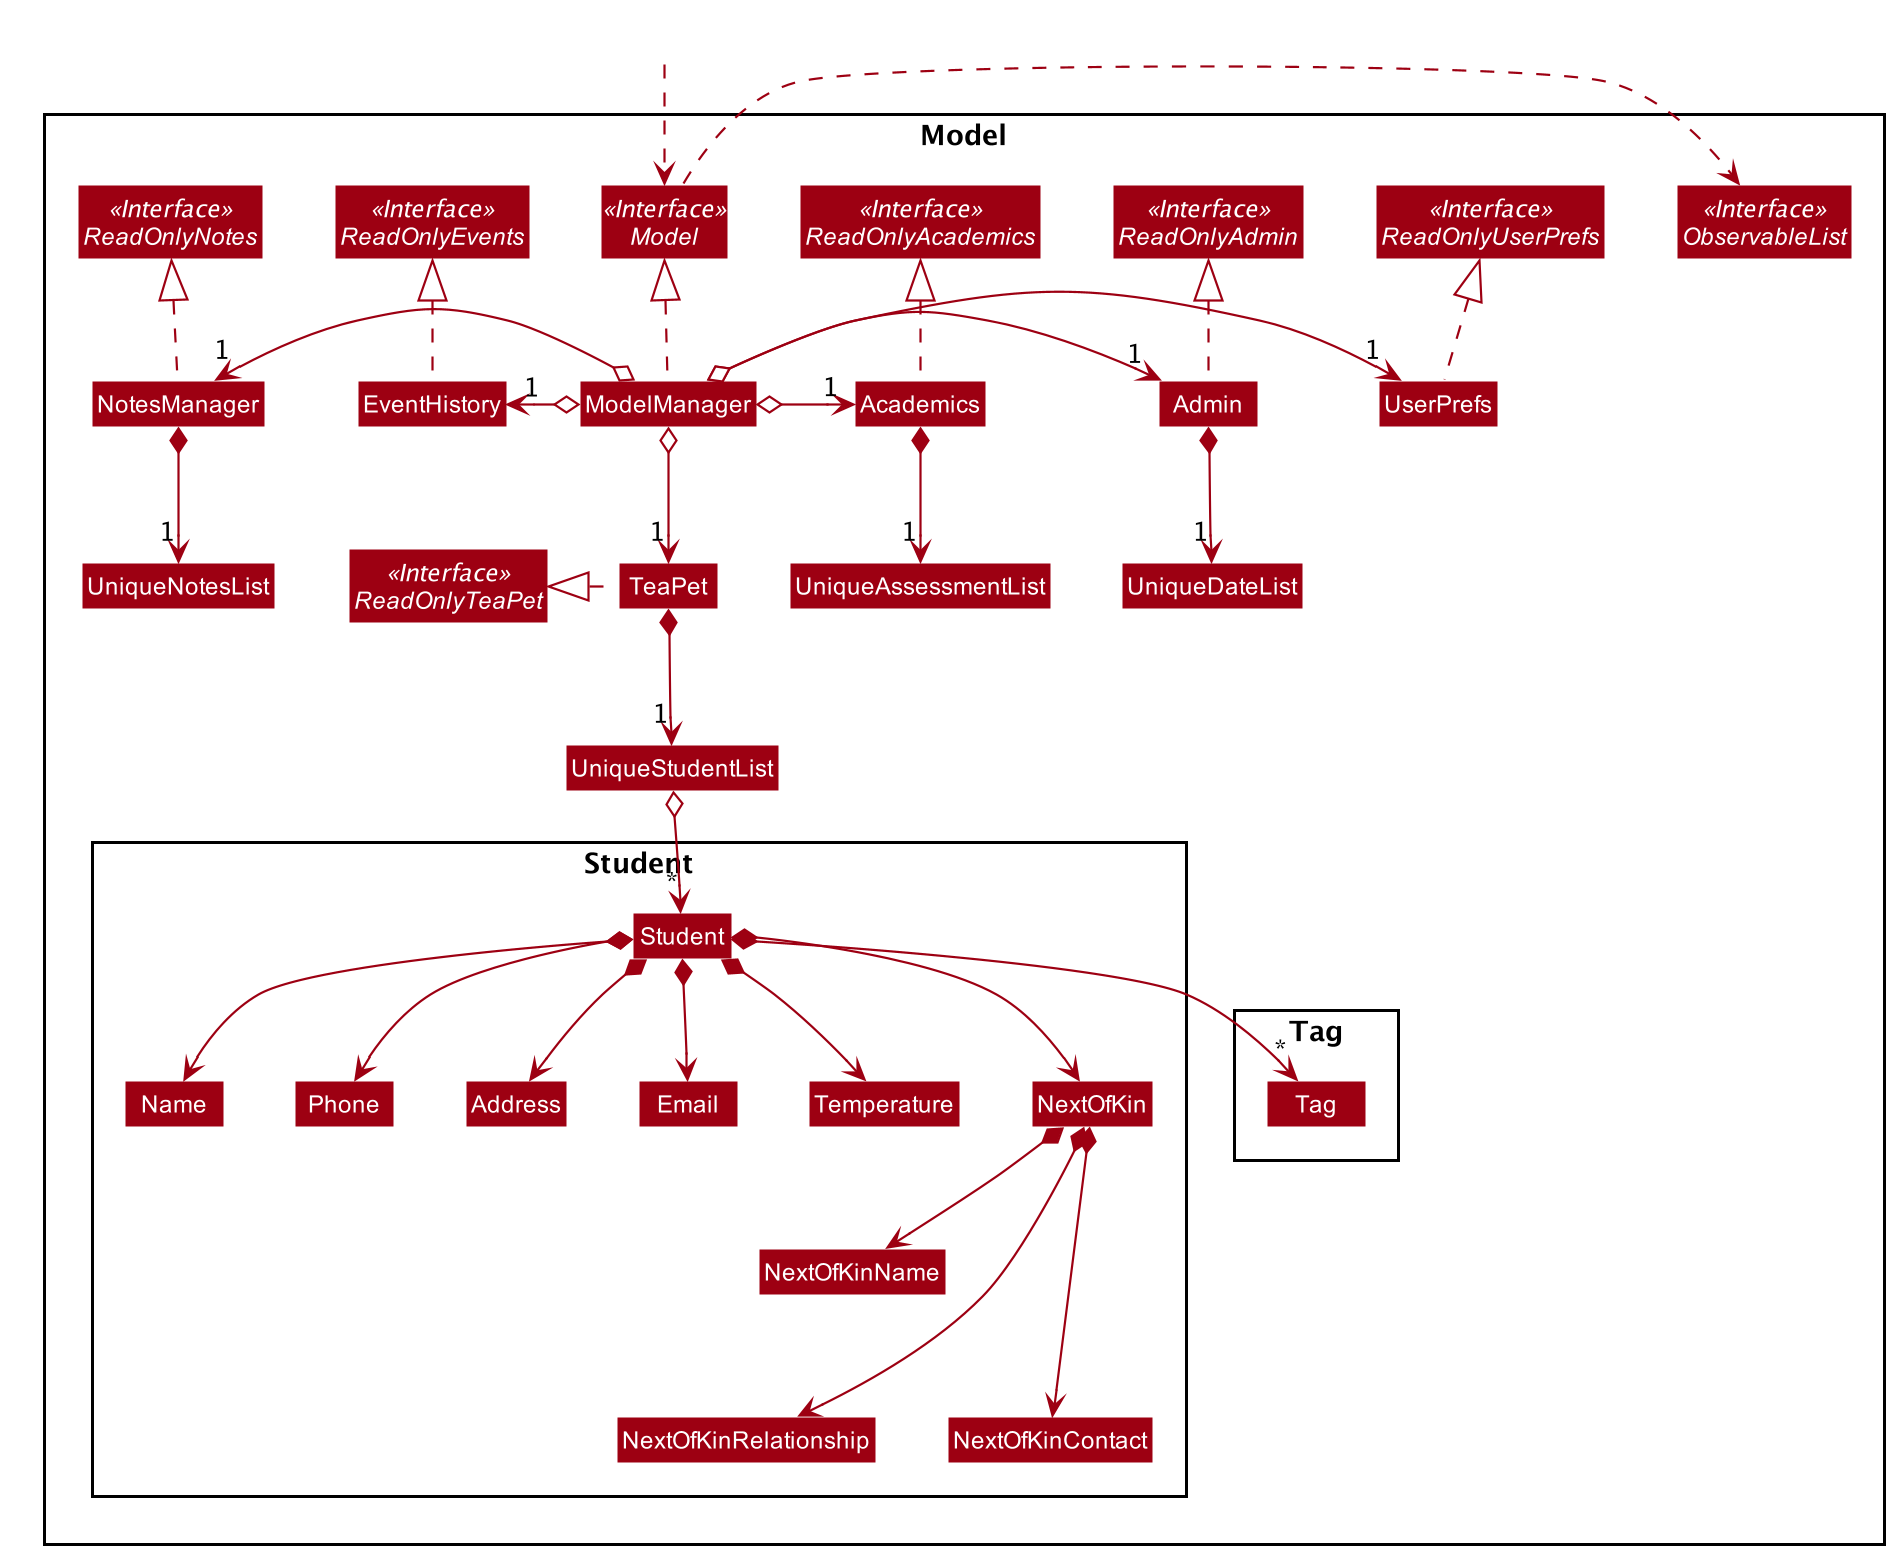 Model
«Interface»
ReadOnlyNotes
«Interface»
ReadOnlyEvents
«Interface»
Model
«Interface»
ReadOnlyAcademics
«Interface»
ReadOnlyAdmin
«Interface»
ReadOnlyUserPrefs
«Interface»
ObservableList
1
1
1
1
1
NotesManager
EventHistory
ModelManager
Academics
Admin
UserPrefs
1
1
1
1
UniqueNotesList
«Interface»
ReadOnlyTeaPet
TeaPet
UniqueAssessmentList
UniqueDateList
1
UniqueStudentList
Student
*
Student
Tag
*
Name
Phone
Address
Email
Temperature
NextOfKin
Tag
NextOfKinName
NextOfKinRelationship
NextOfKinContact